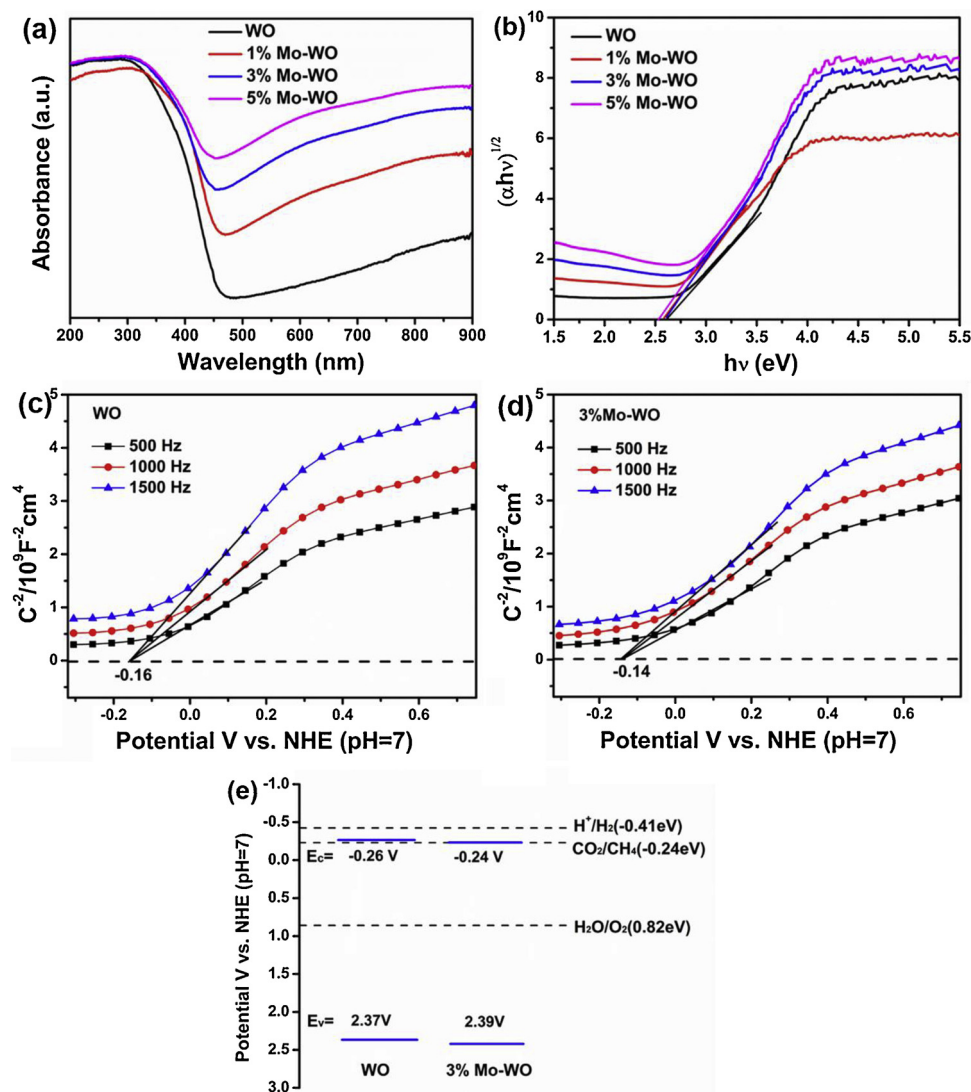 (a)
WO
1% Mo-WO
3% Mo-WO
5% Mo-WO
Absorbance (a.u.)
200 300 400 500 600 700 800 900
Wavelength (nm)
(b)
WO
1% Mo-WO
3% Mo-WO
5% Mo-WO
(αhν)^1/2
10
8
6
4
2
0
1.5 2.0 2.5 3.0 3.5 4.0 4.5 5.0 5.5
hν (eV)
(c)
WO
500 Hz
1000 Hz
1500 Hz
C^-2/10^9F^-2cm^4
5
4
3
2
1
0
-0.16
-0.2 0.0 0.2 0.4 0.6
Potential V vs. NHE (pH=7)
(d)
3%Mo-WO
500 Hz
1000 Hz
1500 Hz
C^-2/10^9F^-2cm^4
5
4
3
2
1
0
-0.14
-0.2 0.0 0.2 0.4 0.6
Potential V vs. NHE (pH=7)
(e)
Potential V vs. NHE (pH=7)
-1.0
-0.5
0.0
0.5
1.0
1.5
2.0
2.5
3.0
H⁺/H₂(-0.41eV)
CO₂/CH₄(-0.24eV)
Ec= -0.26 V -0.24 V
H₂O/O₂(0.82eV)
Ev= 2.37V 2.39V
WO 3% Mo-WO